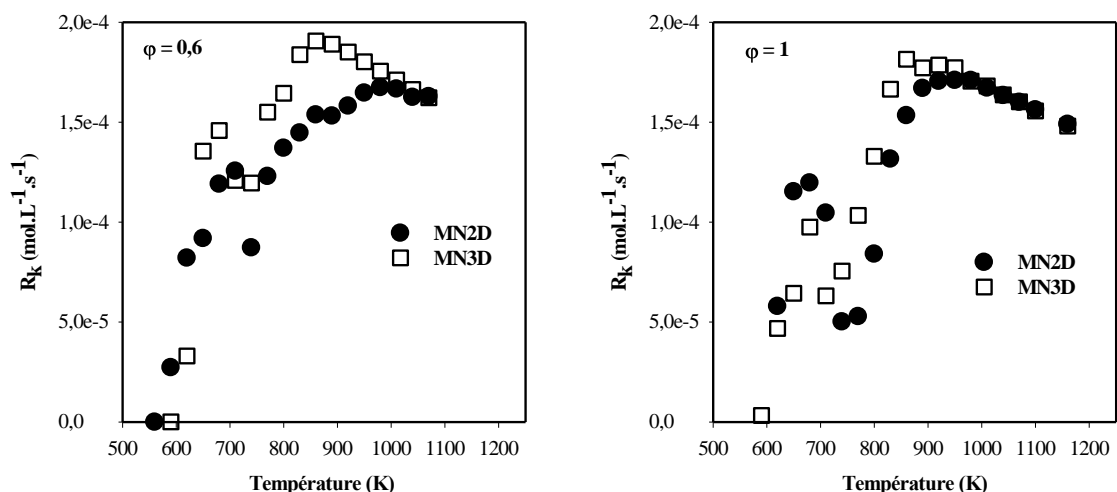 2,0e-4
φ = 0,6
1,5e-4
1,0e-4
5,0e-5
0,0
R_k (mol.L^-1.s^-1)
MN2D
MN3D
500 600 700 800 900 1000 1100 1200
Température (K)
2,0e-4
φ = 1
1,5e-4
1,0e-4
5,0e-5
0,0
R_k (mol.L^-1.s^-1)
MN2D
MN3D
500 600 700 800 900 1000 1100 1200
Température (K)